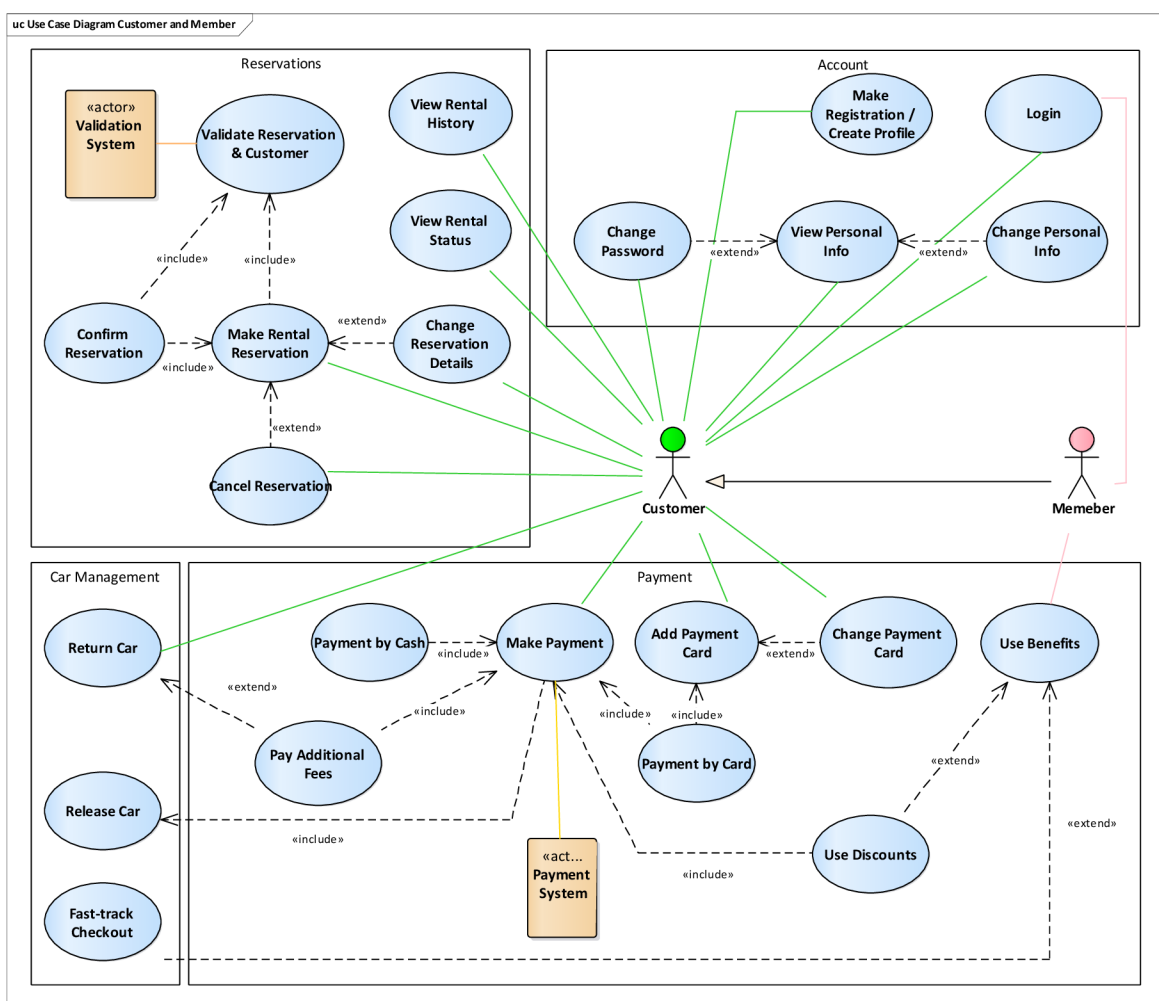 uc Use Case Diagram Customer and Member
Reservations
«actor»
Validation
System
Validate Reservation
& Customer
View Rental
History
View Rental
Status
«include»
«include»
Confirm
Reservation
«include»
Make Rental
Reservation
«extend»
Change
Reservation
Details
«extend»
Cancel Reservation
Account
Make
Registration /
Create Profile
Login
Change
Password
«extend»
View Personal
Info
«extend»
Change Personal
Info
Customer
Memeber
Car Management
Return Car
Release Car
Fast-track
Checkout
Payment
Payment by Cash
«include»
Make Payment
Add Payment
Card
«extend»
Change Payment
Card
Use Benefits
«extend»
«include»
«include»
«include»
Pay Additional
Fees
Payment by Card
«extend»
«include»
«act...
Payment
System
«include»
Use Discounts
«extend»